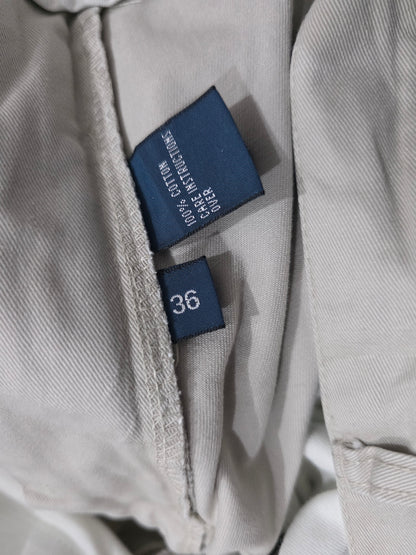 100% COTTON
CARE INSTRUCTIONS
OVER
36